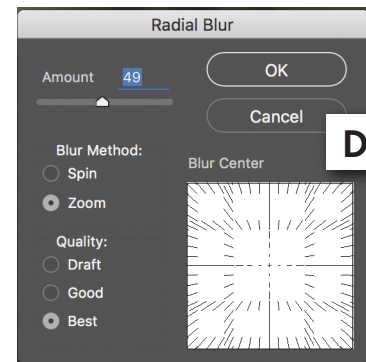 Radial Blur
Amount 49
OK
Cancel
D
Blur Method:
Spin
Zoom
Blur Center
Quality:
Draft
Good
Best